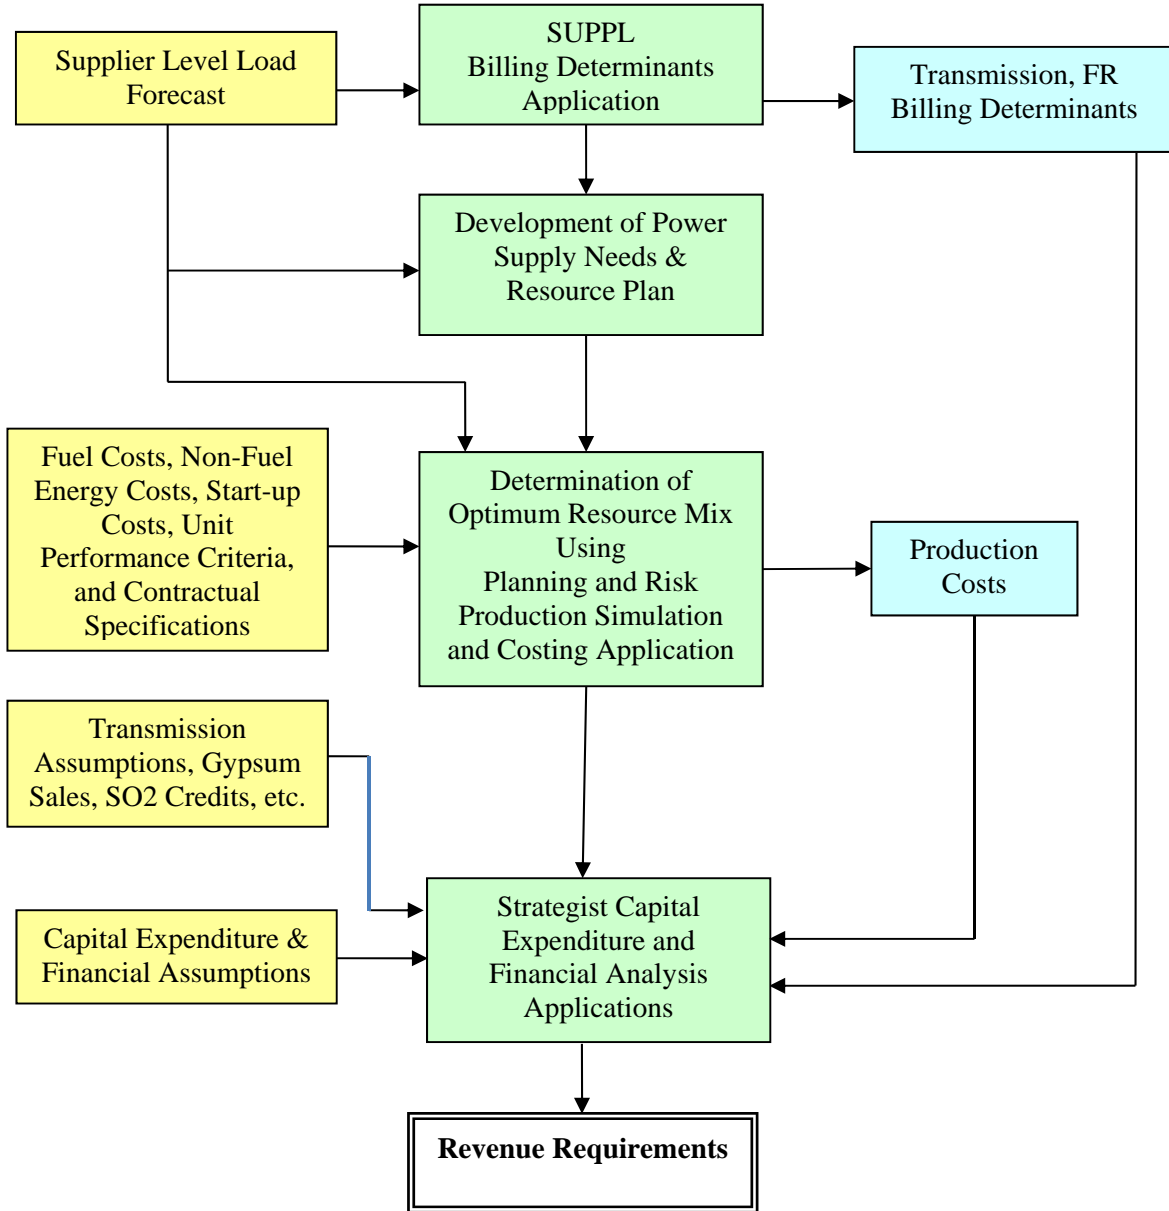 Supplier Level Load
Forecast
SUPPL
Billing Determinants
Application
Transmission, FR
Billing Determinants
Development of Power
Supply Needs &
Resource Plan
Fuel Costs, Non-Fuel
Energy Costs, Start-up
Costs, Unit
Performance Criteria,
and Contractual
Specifications
Determination of
Optimum Resource Mix
Using
Planning and Risk
Production Simulation
and Costing Application
Production
Costs
Transmission
Assumptions, Gypsum
Sales, SO2 Credits, etc.
Capital Expenditure &
Financial Assumptions
Strategist Capital
Expenditure and
Financial Analysis
Applications
Revenue Requirements